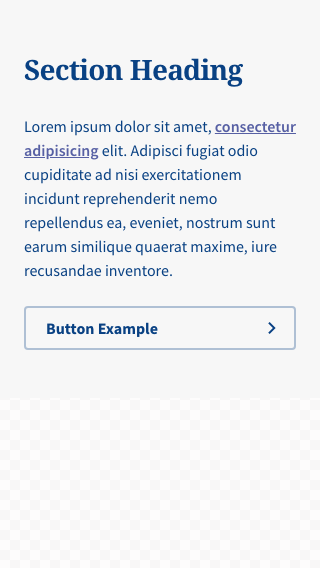 Section Heading
Lorem ipsum dolor sit amet, consectetur
adipisicing elit. Adipisci fugiat odio
cupiditate ad nisi exercitationem
incidunt reprehenderit nemo
repellendus ea, eveniet, nostrum sunt
earum similique quaerat maxime, iure
recusandae inventore.
Button Example